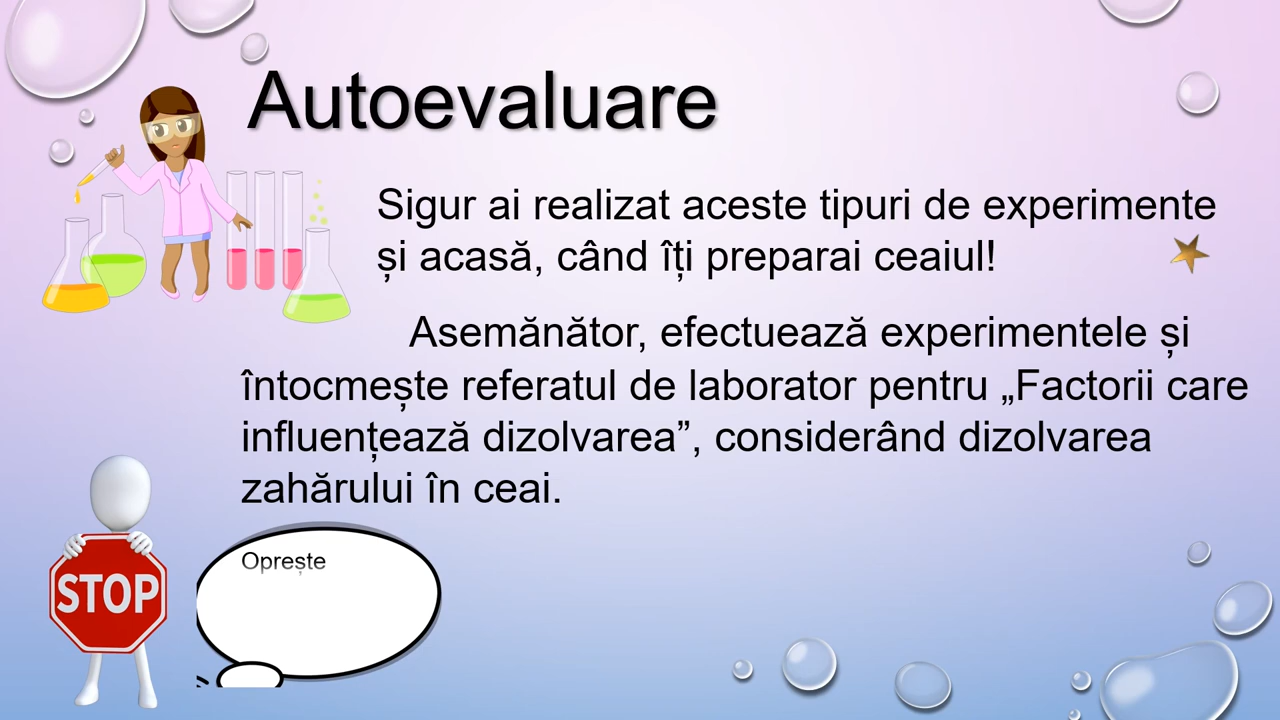 Autoevaluare
Sigur ai realizat aceste tipuri de experimente
și acasă, când îți preparai ceaiul!
Asemănător, efectuează experimentele și
întocmește referatul de laborator pentru „Factorii care
influențează dizolvarea”, considerând dizolvarea
zahărului în ceai.
Oprește
STOP